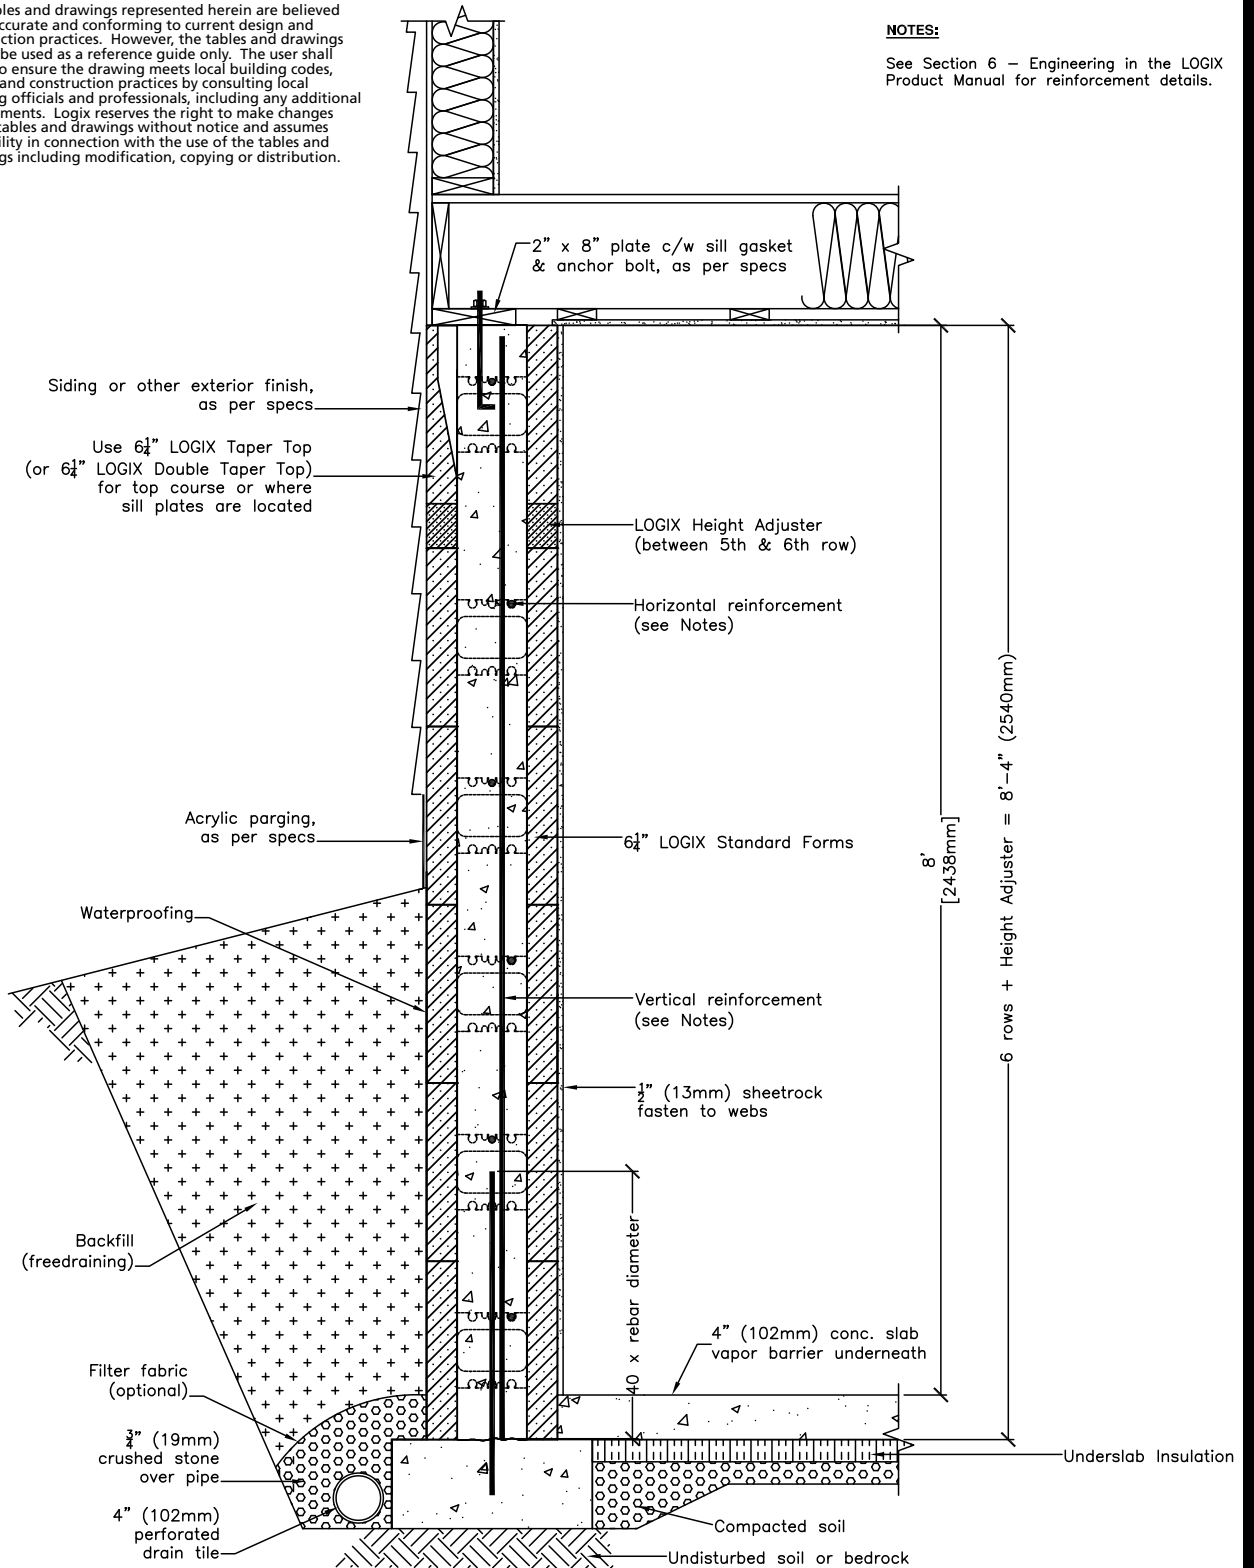 les and drawings represented herein are believed
ccurate and conforming to current design and
ction practices.  However, the tables and drawings
be used as a reference guide only.  The user shall
o ensure the drawing meets local building codes,
and construction practices by consulting local
g officials and professionals, including any additional
ments.  Logix reserves the right to make changes
tables and drawings without notice and assumes
ility in connection with the use of the tables and
gs including modification, copying or distribution.
NOTES:
See Section 6 – Engineering in the LOGIX
Product Manual for reinforcement details.
2" x 8" plate c/w sill gasket
& anchor bolt, as per specs
Siding or other exterior finish,
as per specs
Use 6¼" LOGIX Taper Top
(or 6¼" LOGIX Double Taper Top)
for top course or where
sill plates are located
LOGIX Height Adjuster
(between 5th & 6th row)
Horizontal reinforcement
(see Notes)
Acrylic parging,
as per specs
6¼" LOGIX Standard Forms
8'
[2438mm]
6 rows + Height Adjuster = 8'–4" (2540mm)
Waterproofing
Vertical reinforcement
(see Notes)
½" (13mm) sheetrock
fasten to webs
Backfill
(freedraining)
40 x rebar diameter
4" (102mm) conc. slab
vapor barrier underneath
Filter fabric
(optional)
¾" (19mm)
crushed stone
over pipe
Underslab Insulation
4" (102mm)
perforated
drain tile
Compacted soil
Undisturbed soil or bedrock